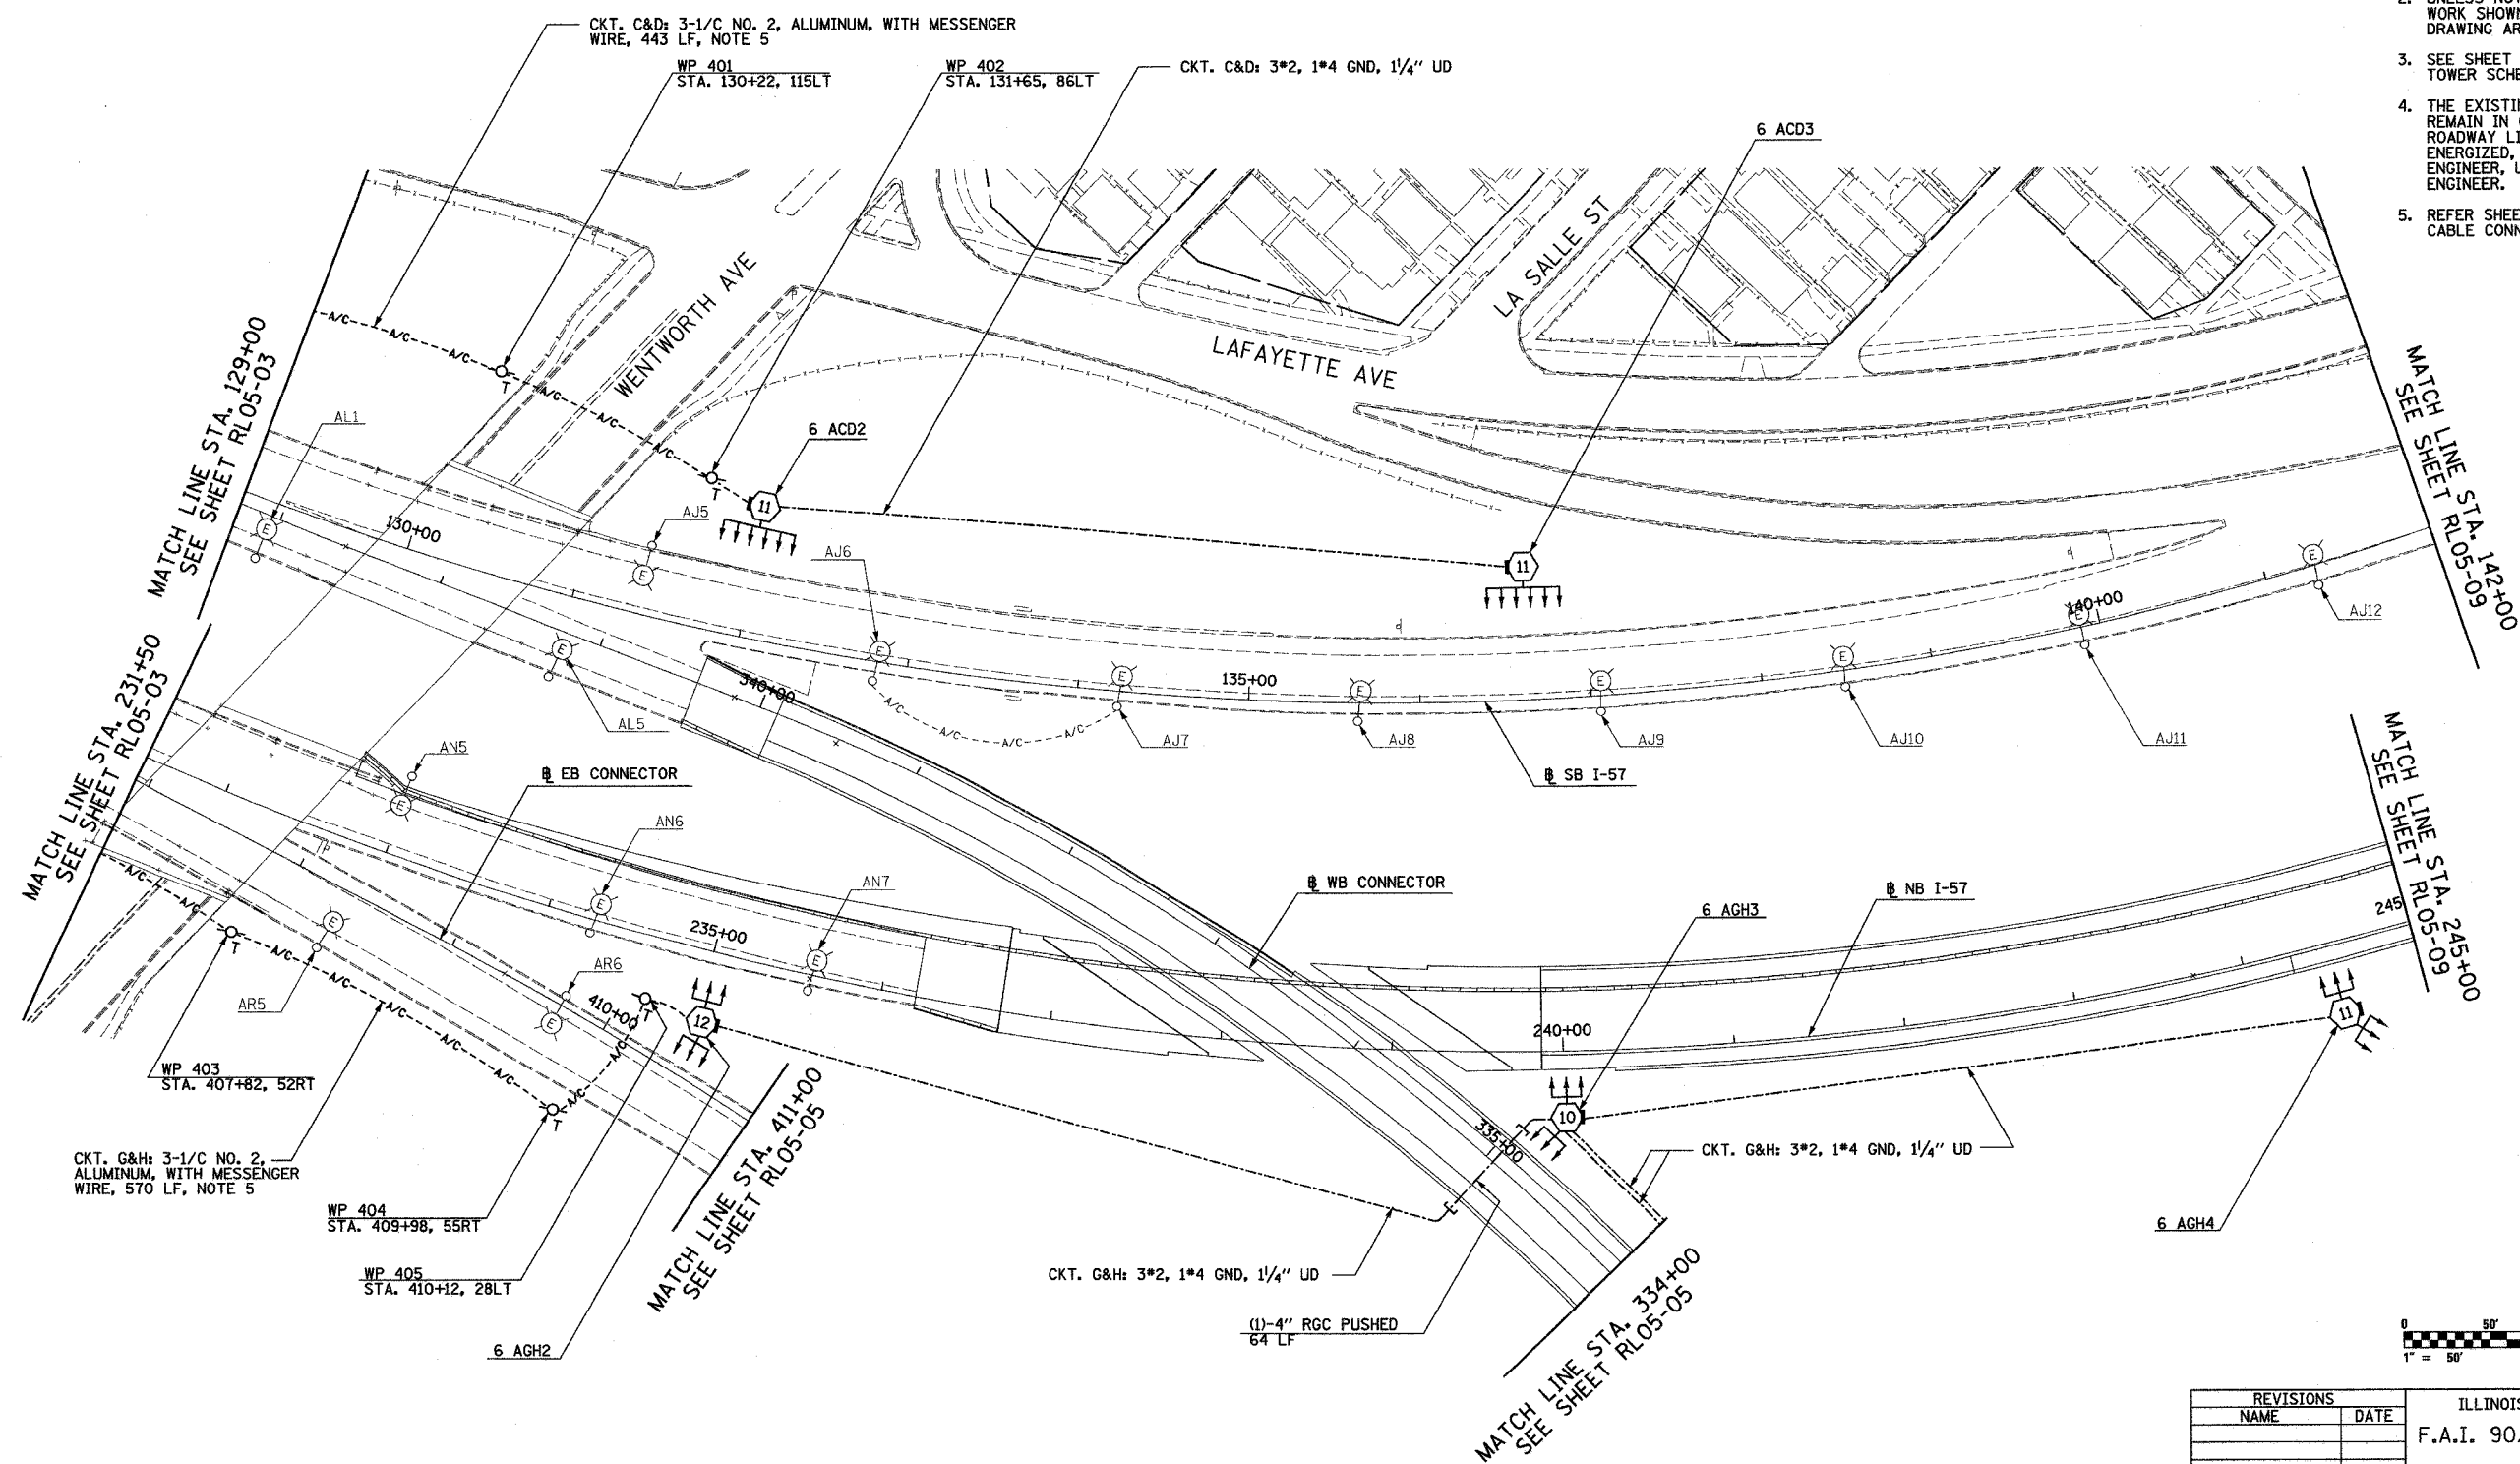 CKT. C&D: 3-1/C NO. 2, ALUMINUM, WITH MESSENGER
WIRE, 443 LF, NOTE 5
WP 401
STA. 130+22, 115LT
WP 402
STA. 131+65, 86LT
CKT. C&D: 3#2, 1#4 GND, 1¼" UD
6 ACD3
WORK SHOWN
DRAWING
3. SEE SHEET
TOWER
4. THE
REMAIN IN
ROADWAY
ENERGIZED,
ENGINEER,
ENGINEER.
5. REFER
CABLE
WENTWORTH AVE
LAFAYETTE AVE
LA SALLE ST
MATCH LINE STA. 129+00
SEE SHEET RL05-03
MATCH LINE STA. 142+00
SEE SHEET RL05-09
A/C A/C A/C
T
A/C A/C A/C
T
AL1
E
130+00
6 ACD2
11
AJ5
E
AJ6
E
11
AL5
E
340+00
A/C A/C A/C
AJ7
E
135+00
AJ8
E
AJ9
E
AJ10
E
AJ11
E
140+00
AJ12
E
₧ SB I-57
MATCH LINE STA. 231+50
SEE SHEET RL05-03
MATCH LINE STA. 245+00
SEE SHEET RL05-09
AN5
E
℄ EB CONNECTOR
AN6
E
AN7
E
235+00
℄ WB CONNECTOR
6 AGH3
℄ NB I-57
245
A/C A/C
T
A/C A/C A/C A/C A/C
T
A/C A/C
T
AR5
E
AR6
E
410+00
12
240+00
10
11
335+00
WP 403
STA. 407+82, 52RT
CKT. G&H: 3-1/C NO. 2,
ALUMINUM, WITH MESSENGER
WIRE, 570 LF, NOTE 5
WP 404
STA. 409+98, 55RT
WP 405
STA. 410+12, 28LT
6 AGH2
MATCH LINE STA. 411+00
SEE SHEET RL05-05
CKT. G&H: 3#2, 1#4 GND, 1¼" UD
6 AGH4
CKT. G&H: 3#2, 1#4 GND, 1¼" UD
(1)-4" RGC PUSHED
64 LF
MATCH LINE STA. 334+00
SEE SHEET RL05-05
0 50'
1" = 50'
REVISIONS
NAME DATE
ILLINOIS
F.A.I. 90